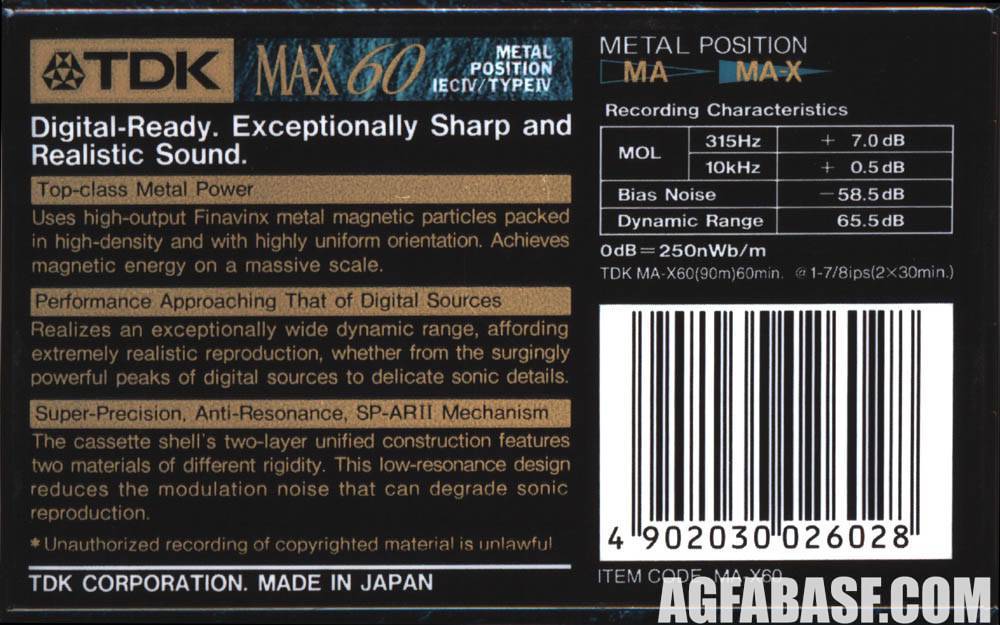 TDK MA-X 60 METAL
POSITION
IECIV/TYPEIV
Digital-Ready. Exceptionally Sharp and
Realistic Sound.
Top-class Metal Power
Uses high-output Finavinx metal magnetic particles packed
in high-density and with highly uniform orientation. Achieves
magnetic energy on a massive scale.
Performance Approaching That of Digital Sources
Realizes an exceptionally wide dynamic range, affording
extremely realistic reproduction, whether from the surgingly
powerful peaks of digital sources to delicate sonic details.
Super-Precision, Anti-Resonance, SP-ARII Mechanism
The cassette shell's two-layer unified construction features
two materials of different rigidity. This low-resonance design
reduces the modulation noise that can degrade sonic
reproduction.
*Unauthorized recording of copyrighted material is unlawful
TDK CORPORATION. MADE IN JAPAN
METAL POSITION
MA MA-X
Recording Characteristics
MOL 315Hz + 7.0 dB
10kHz + 0.5 dB
Bias Noise -58.5 dB
Dynamic Range 65.5 dB
0dB=250nWb/m
TDK MA-X60(90m)60min. @1-7/8ips(2×30min.)
4 902030 026028
ITEM CODE MA-X60
AGFABASE.COM